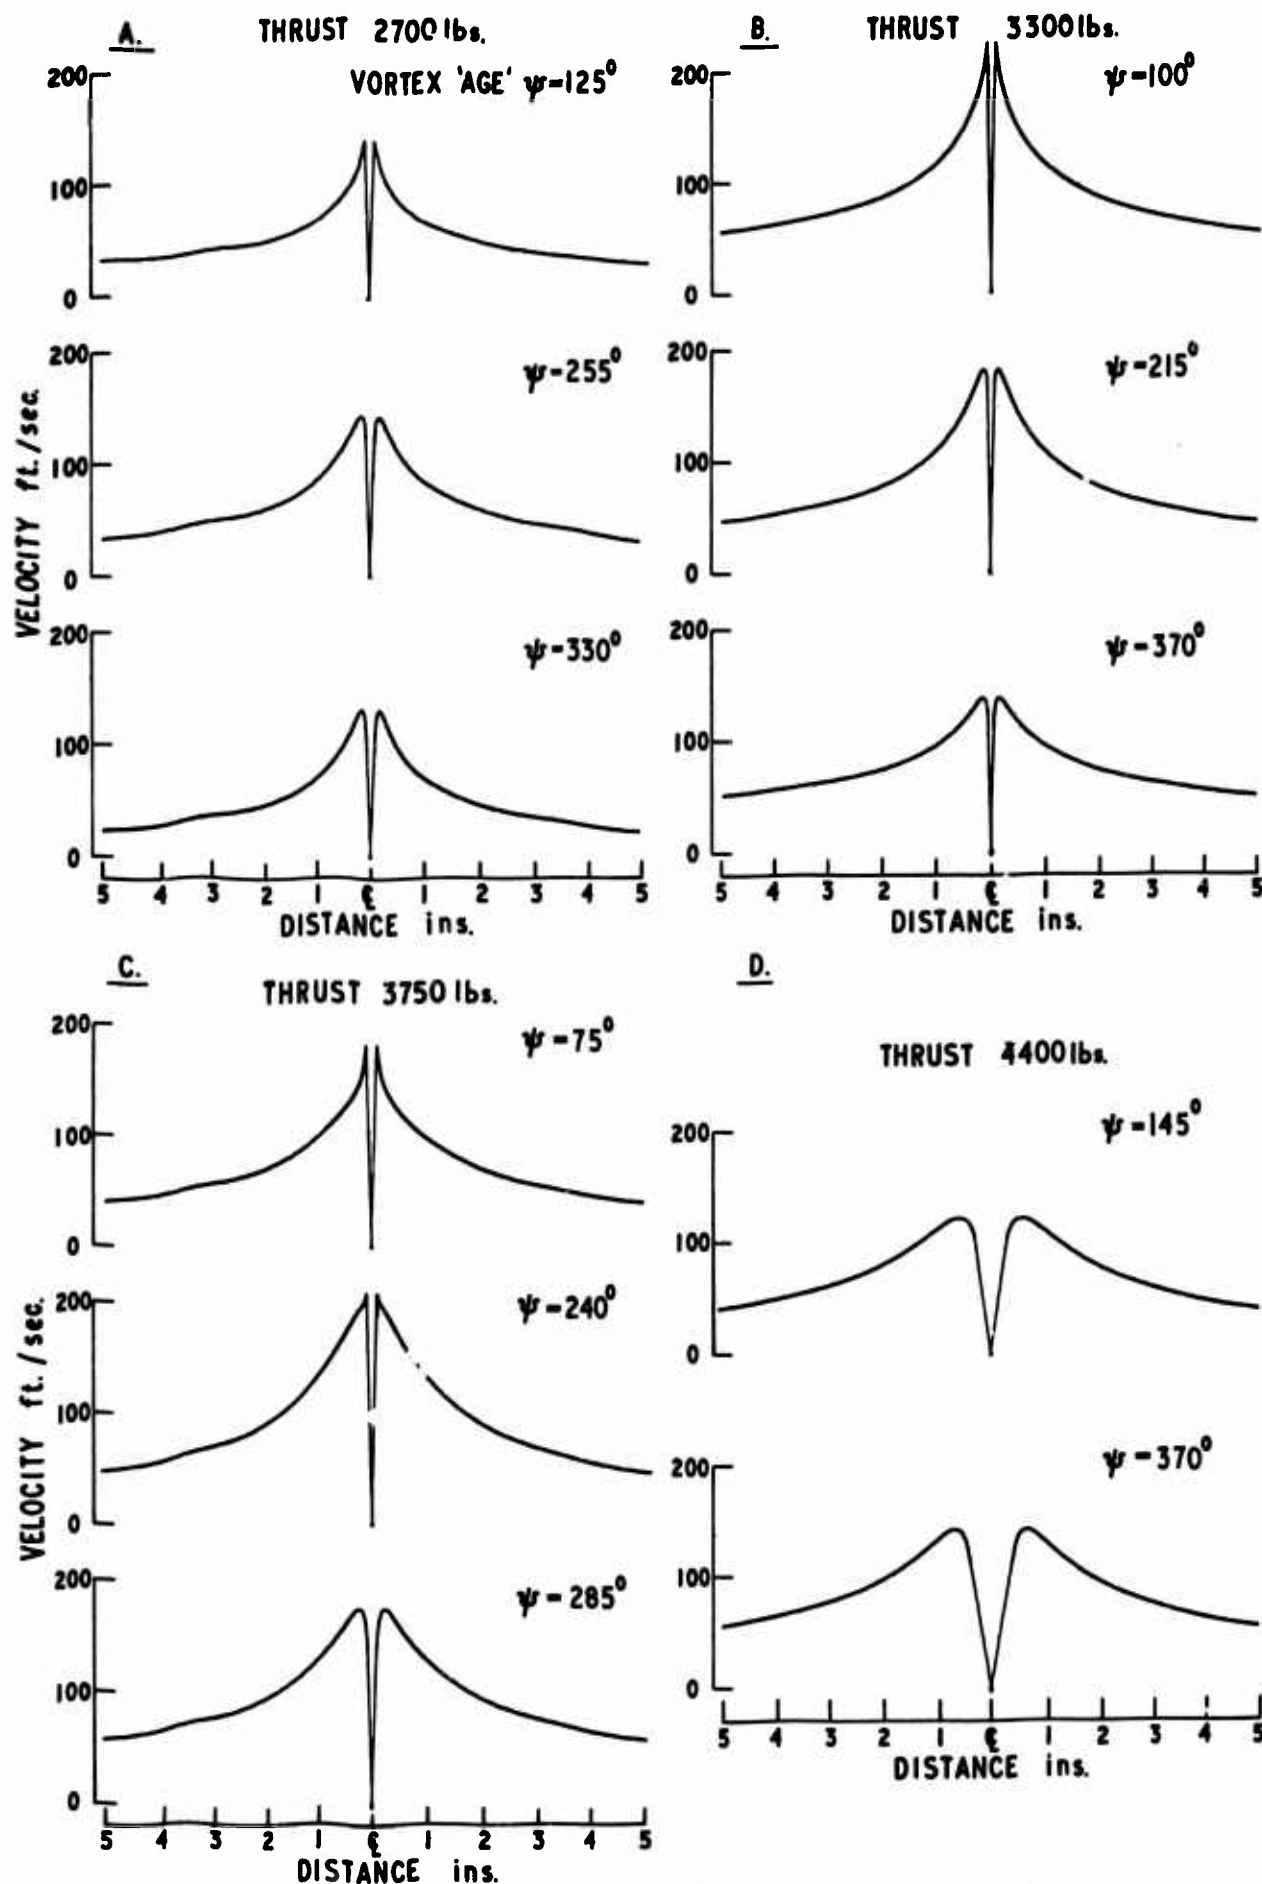 A. THRUST 2700 lbs.
VORTEX 'AGE' ψ=125°
200
100
0
ψ=255°
200
100
0
ψ=330°
200
100
0
VELOCITY ft./sec.
5 4 3 2 1 ℄ 1 2 3 4 5
DISTANCE ins.
B. THRUST 3300 lbs.
ψ=100°
200
100
0
ψ=215°
200
100
0
ψ=370°
200
100
0
5 4 3 2 1 ℄ 1 2 3 4 5
DISTANCE ins.
C.
THRUST 3750 lbs.
ψ=75°
200
100
0
ψ=240°
200
100
0
ψ=285°
200
100
0
VELOCITY ft./sec.
5 4 3 2 1 ℄ 1 2 3 4 5
DISTANCE ins.
D.
THRUST 4400 lbs.
ψ=145°
200
100
0
ψ=370°
200
100
0
5 4 3 2 1 ℄ 1 2 3 4 5
DISTANCE ins.